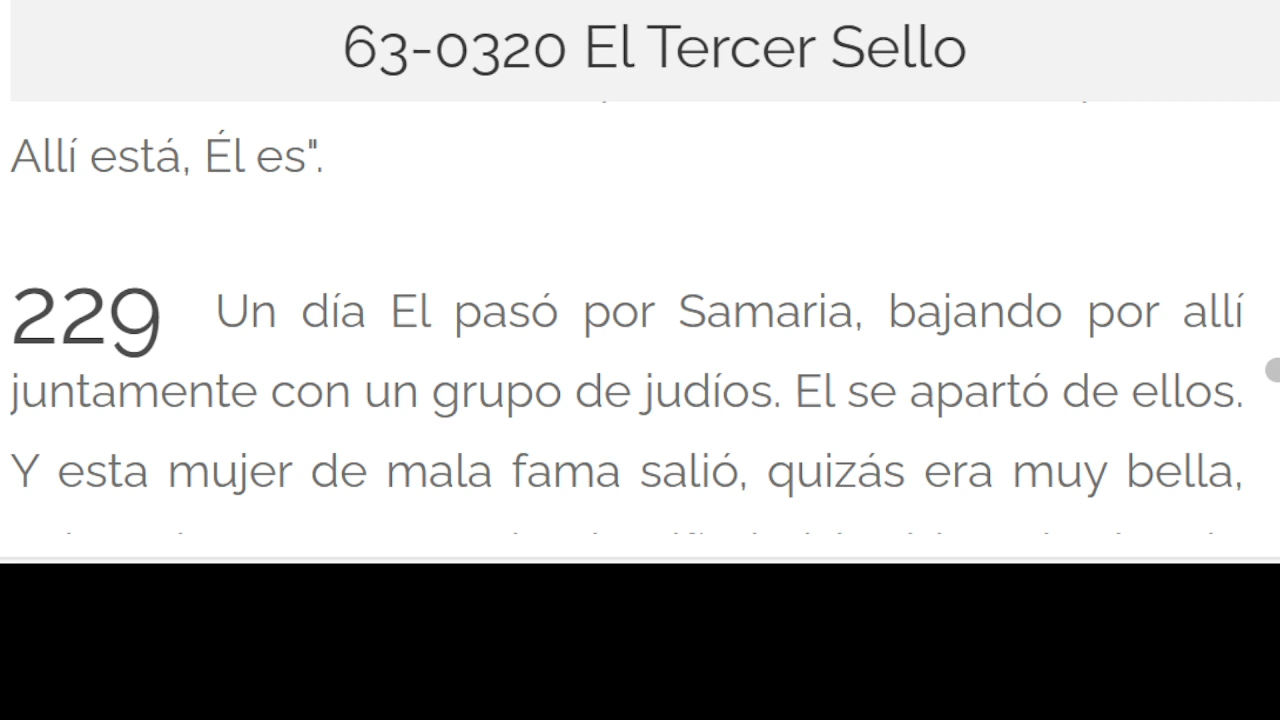 63-0320 El Tercer Sello
Allí está, Él es".
229 Un día El pasó por Samaria, bajando por allí
juntamente con un grupo de judíos. El se apartó de ellos.
Y esta mujer de mala fama salió, quizás era muy bella,